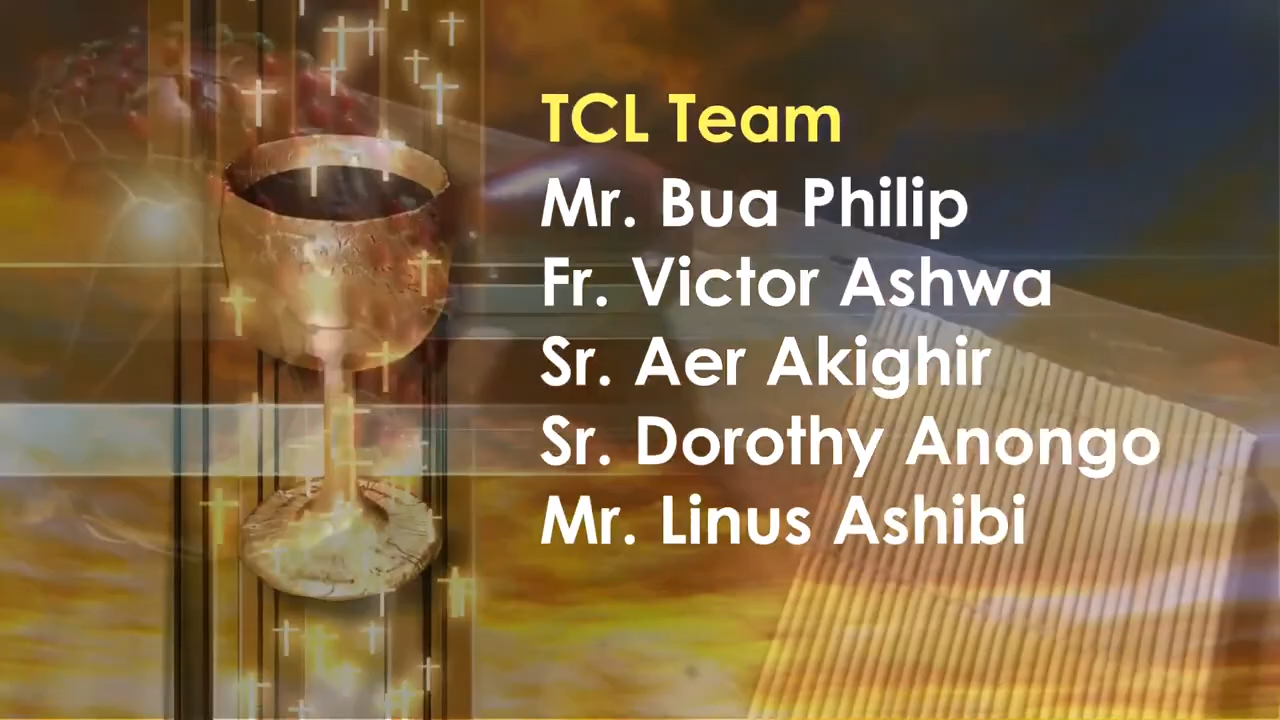 TCL Team
Mr. Bua Philip
Fr. Victor Ashwa
Sr. Aer Akighir
Sr. Dorothy Anongo
Mr. Linus Ashibi